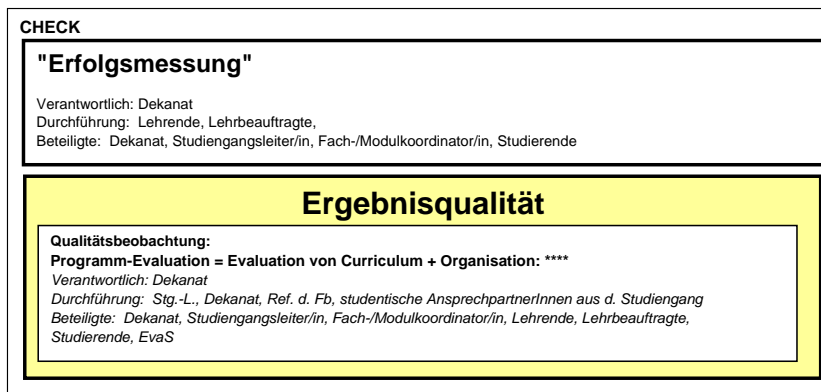 CHECK
"Erfolgsmessung"
Verantwortlich: Dekanat
Durchführung:  Lehrende, Lehrbeauftragte,
Beteiligte:  Dekanat, Studiengangsleiter/in, Fach-/Modulkoordinator/in, Studierende
Ergebnisqualität
Qualitätsbeobachtung:
Programm-Evaluation = Evaluation von Curriculum + Organisation: ****
Verantwortlich: Dekanat
Durchführung:  Stg.-L., Dekanat, Ref. d. Fb, studentische AnsprechpartnerInnen aus d. Studiengang
Beteiligte:  Dekanat, Studiengangsleiter/in, Fach-/Modulkoordinator/in, Lehrende, Lehrbeauftragte,
Studierende, EvaS